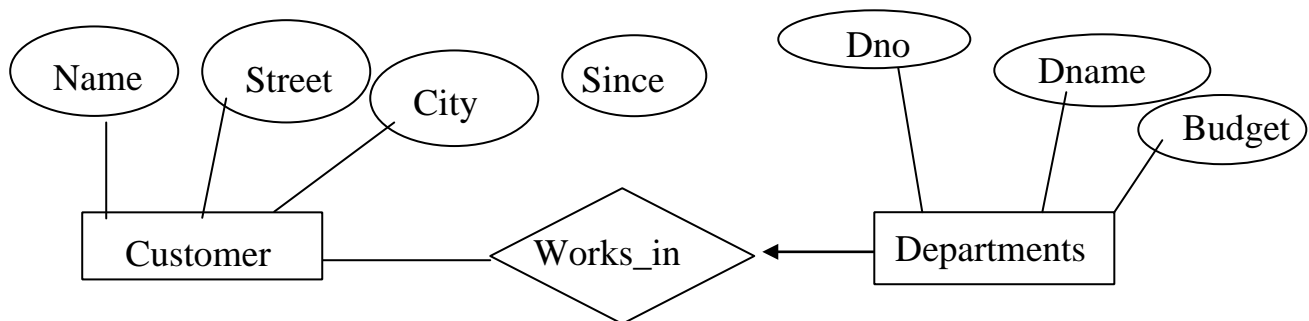 Name
Street
City
Since
Dno
Dname
Budget
Customer
Works_in
Departments